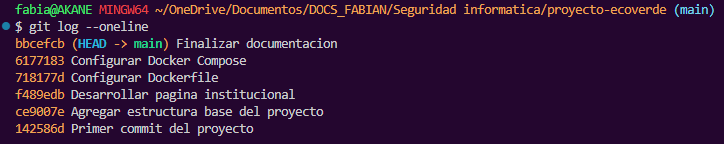 fabia@AKANE MINGW64 ~/OneDrive/Documentos/DOCS_FABIAN/Seguridad informatica/proyecto-ecoverde (main)
$ git log --oneline
bbcefcb (HEAD -> main) Finalizar documentacion
6177183 Configurar Docker Compose
718177d Configurar Dockerfile
f489edb Desarrollar pagina institucional
ce9007e Agregar estructura base del proyecto
142586d Primer commit del proyecto